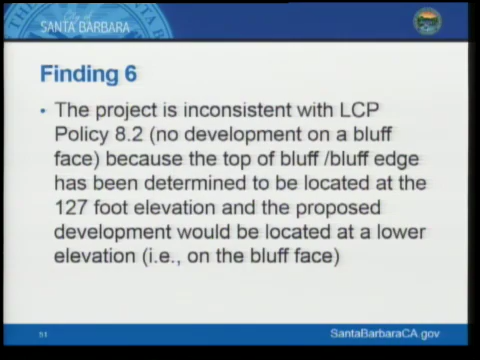 City of
SANTA BARBARA
Finding 6
• The project is inconsistent with LCP
Policy 8.2 (no development on a bluff
face) because the top of bluff /bluff edge
has been determined to be located at the
127 foot elevation and the proposed
development would be located at a lower
elevation (i.e., on the bluff face)
51
SantaBarbaraCA.gov